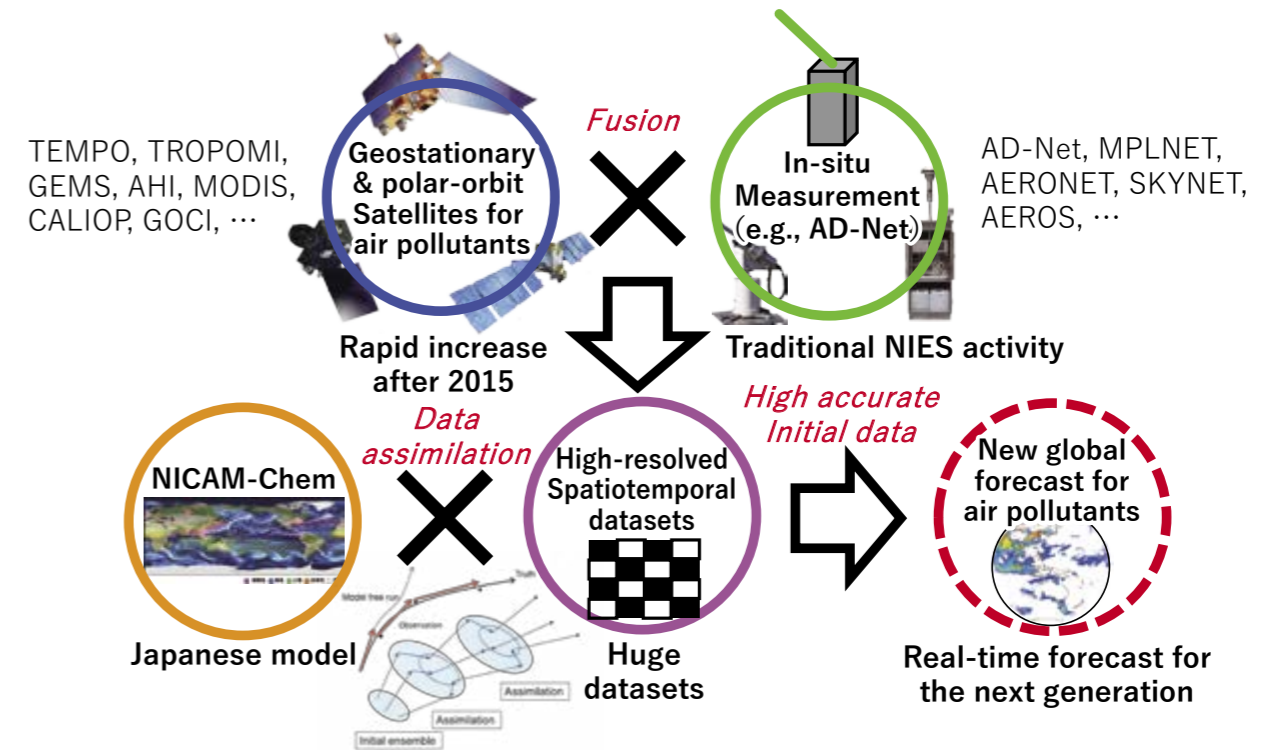 Fusion
TEMPO, TROPOMI,
GEMS, AHI, MODIS,
CALIOP, GOCI, …
Geostationary
& polar-orbit
Satellites for
air pollutants
In-situ
Measurement
(e.g., AD-Net)
AD-Net, MPLNET,
AERONET, SKYNET,
AEROS, …
Rapid increase
after 2015
Traditional NIES activity
Data
assimilation
High accurate
Initial data
NICAM-Chem
High-resolved
Spatiotemporal
datasets
New global
forecast for
air pollutants
Model free run
Truth
Observation
Assimilation
Assimilation
Initial ensemble
Japanese model
Huge
datasets
Real-time forecast for
the next generation